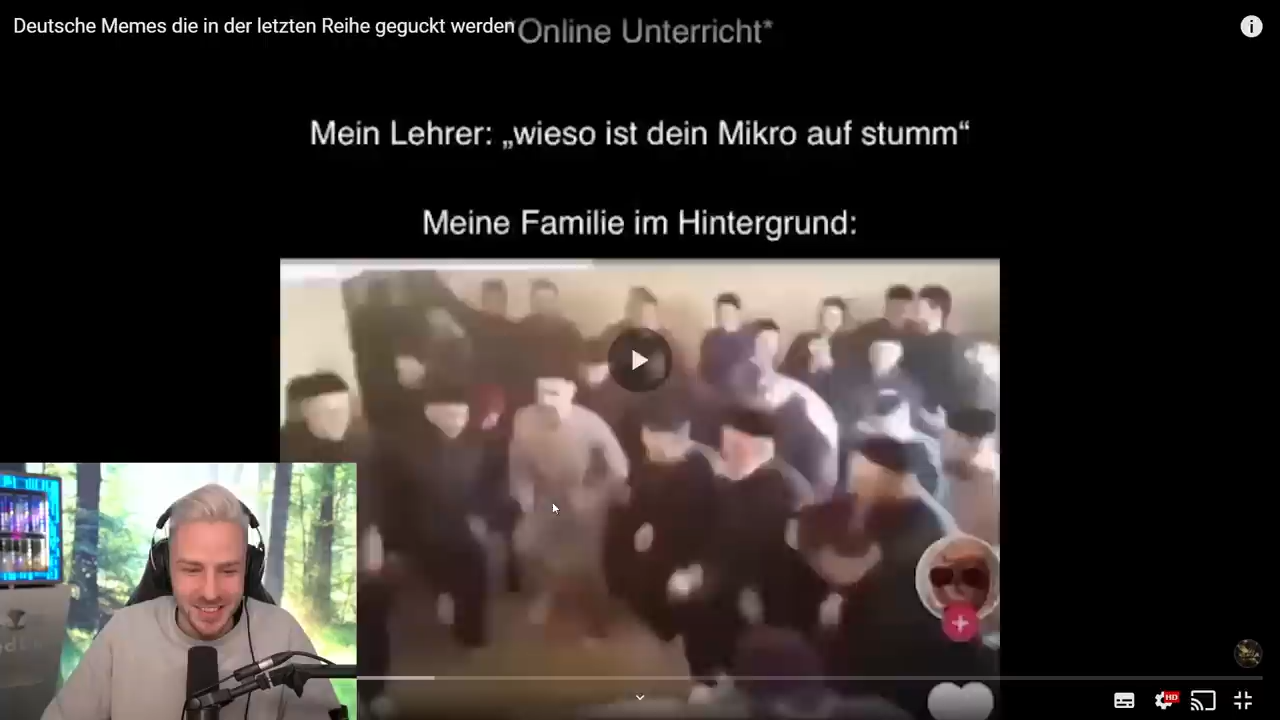 Deutsche Memes die in der letzten Reihe geguckt werden
*Online Unterricht*
Mein Lehrer: „wieso ist dein Mikro auf stumm“
Meine Familie im Hintergrund:
HD